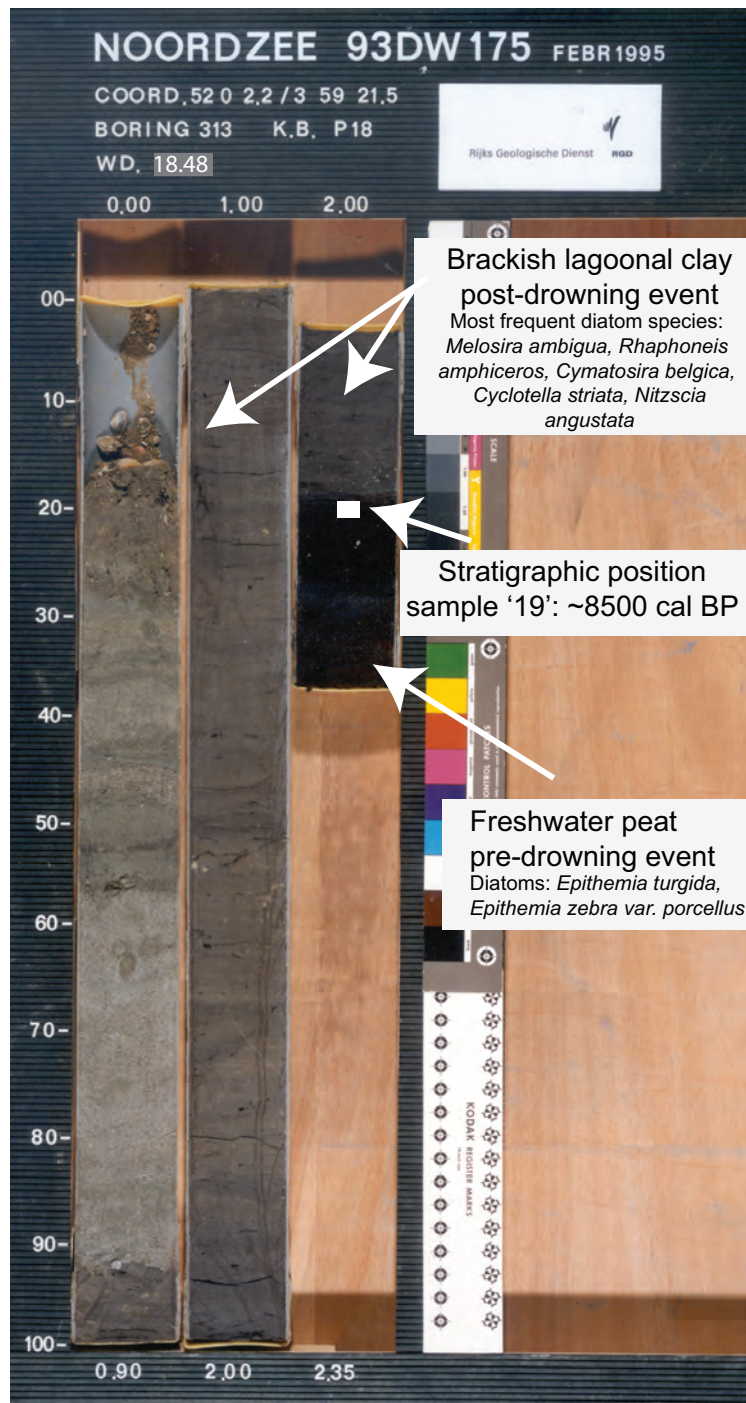 NOORDZEE 93DW175 FEBR 1995
COORD. 52 0 2.2 / 3 59 21.5
BORING 313 K.B. P18
WD. 18.48
Rijks Geologische Dienst RGD
0,00 1,00 2,00
00-
10-
20-
30-
40-
50-
60-
70-
80-
90-
100-
0,90 2,00 2,35
Brackish lagoonal clay
post-drowning event
Most frequent diatom species:
Melosira ambigua, Rhaphoneis
amphiceros, Cymatosira belgica,
Cyclotella striata, Nitzscia
angustata
SCALE
Stratigraphic position
sample ‘19’: ~8500 cal BP
CONTROL PATCHES
Freshwater peat
pre-drowning event
Diatoms: Epithemia turgida,
Epithemia zebra var. porcellus
KODAK REGISTER MARKS